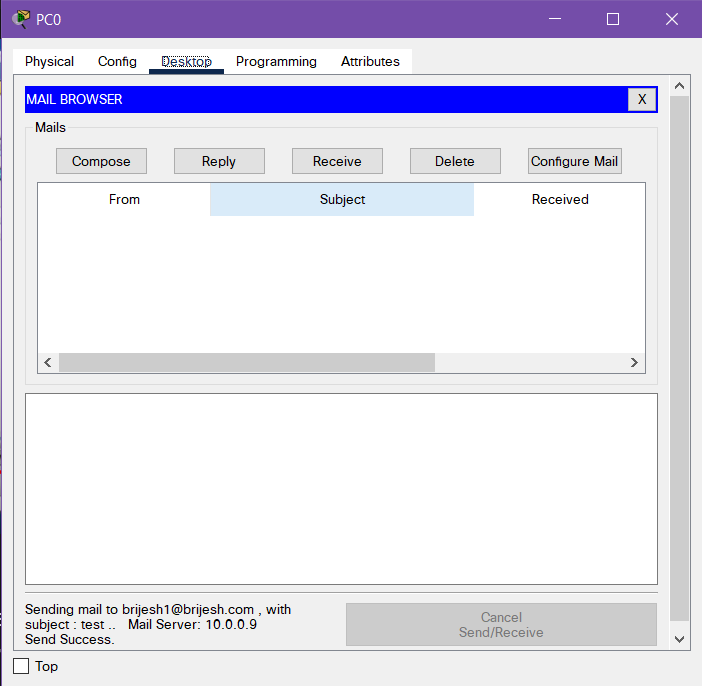 PC0
Physical Config Desktop Programming Attributes
MAIL BROWSER X
Mails
Compose Reply Receive Delete Configure Mail
From Subject Received
Sending mail to brijesh1@brijesh.com , with
subject : test .. Mail Server: 10.0.0.9
Send Success.
Cancel
Send/Receive
Top